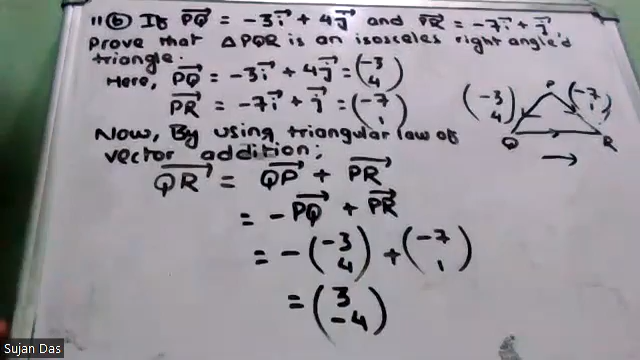 11(b) If PQ = -3i + 4j and PR = -7i + j,
Prove that △PQR is an isosceles right angle'd
triangle.
Here, PQ = -3i + 4j = (-3 4)
PR = -7i + j = (-7 1)
Now, By using triangular law of
vector addition;
QR = QP + PR
= -PQ + PR
= -(-3 4) + (-7 1)
= (3 -4)
P
(-3 4)
(-7 1)
Q
R
Sujan Das